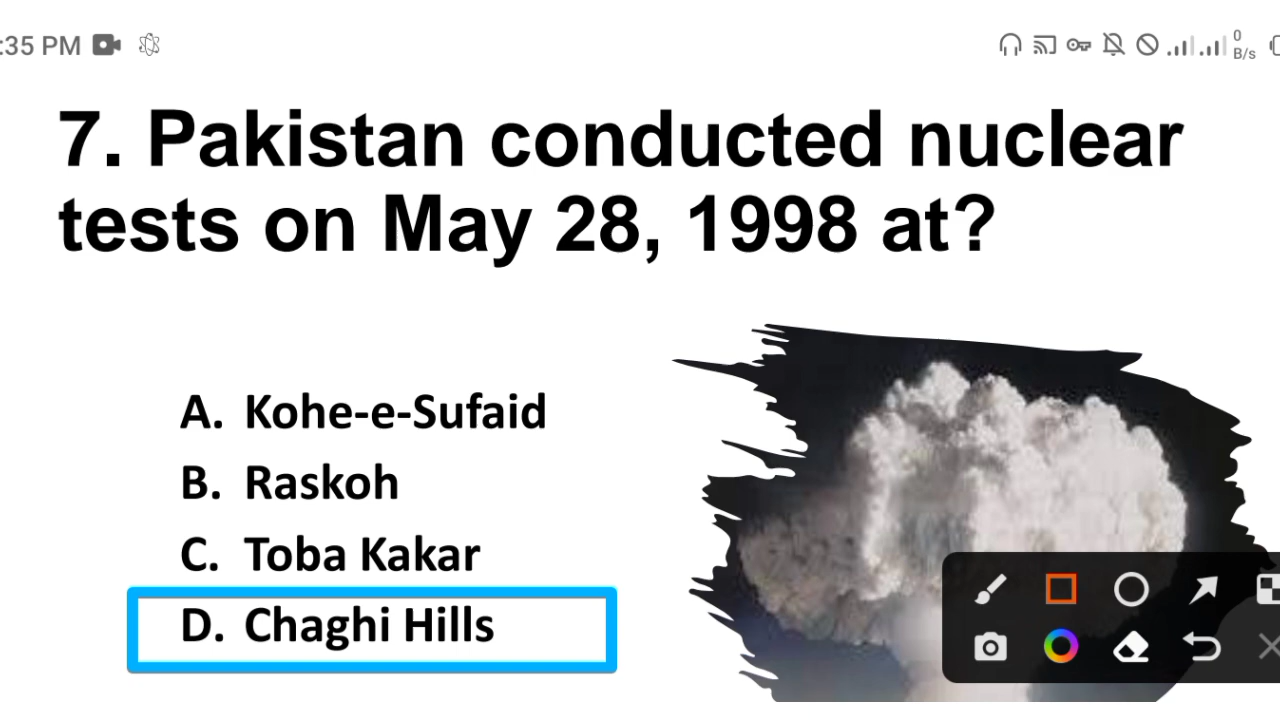 :35 PM
0
B/s
7. Pakistan conducted nuclear
tests on May 28, 1998 at?
A. Kohe-e-Sufaid
B. Raskoh
C. Toba Kakar
D. Chaghi Hills